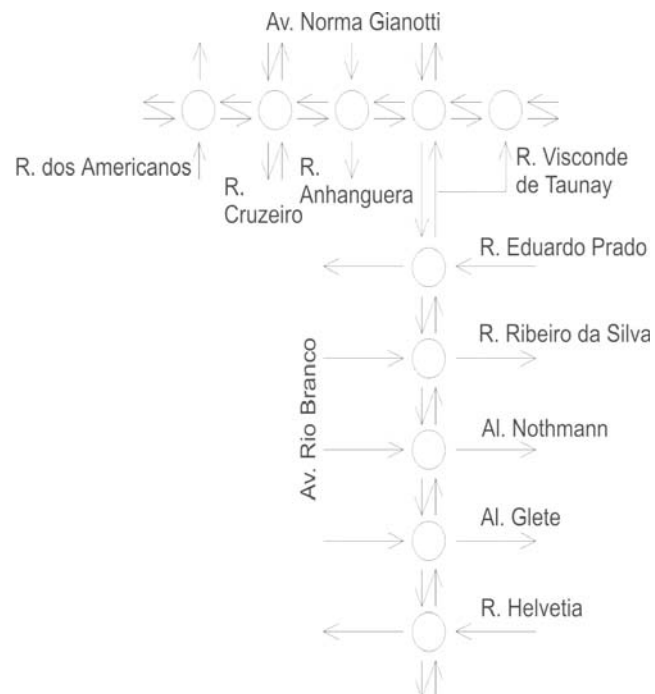 Av. Norma Gianotti
R. dos Americanos
R.
Cruzeiro
R.
Anhanguera
R. Visconde
de Taunay
R. Eduardo Prado
R. Ribeiro da Silva
Av. Rio Branco
Al. Nothmann
Al. Glete
R. Helvetia